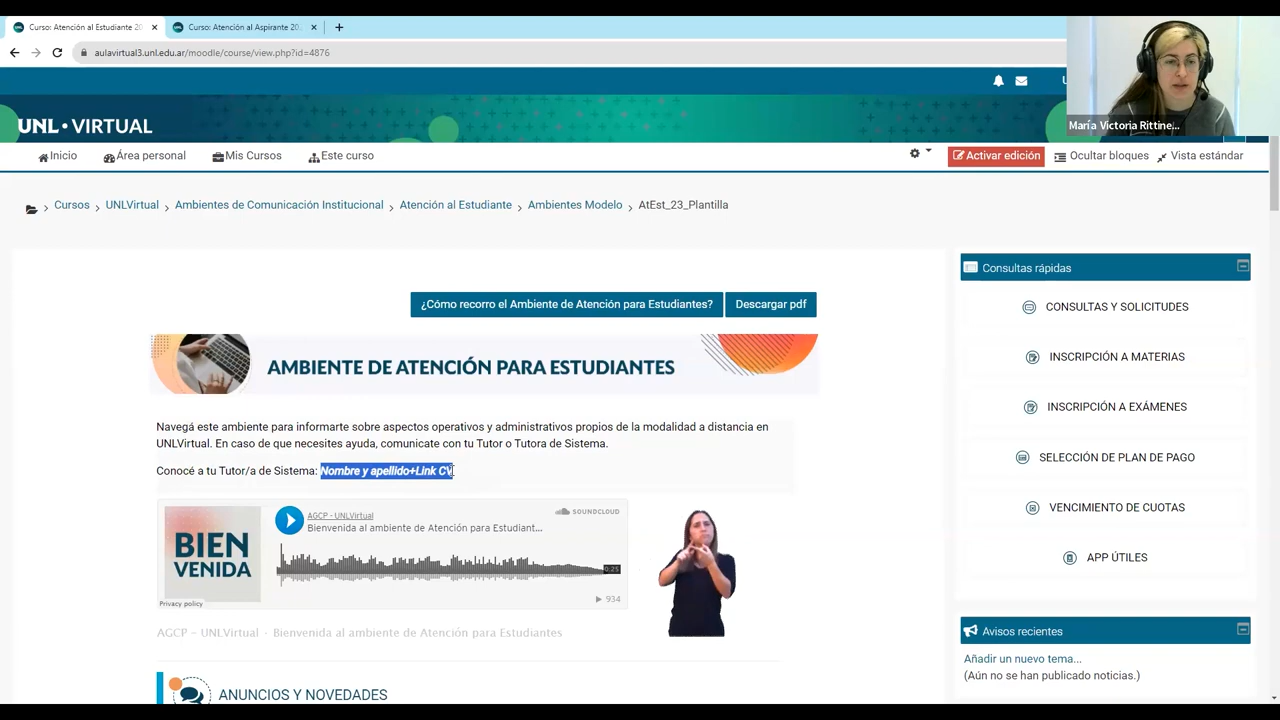 Curso: Atención al Estudiante 20
Curso: Atención al Aspirante 20
aulavirtual3.unl.edu.ar/moodle/course/view.php?id=4876
María Victoria Rittine...
UNL • VIRTUAL
Inicio
Área personal
Mis Cursos
Este curso
Activar edición
Ocultar bloques
Vista estándar
Cursos > UNLVirtual > Ambientes de Comunicación Institucional > Atención al Estudiante > Ambientes Modelo > AtEst_23_Plantilla
¿Cómo recorro el Ambiente de Atención para Estudiantes?
Descargar pdf
AMBIENTE DE ATENCIÓN PARA ESTUDIANTES
Navegá este ambiente para informarte sobre aspectos operativos y administrativos propios de la modalidad a distancia en
UNLVirtual. En caso de que necesites ayuda, comunicate con tu Tutor o Tutora de Sistema.
Conocé a tu Tutor/a de Sistema: Nombre y apellido+Link CV
BIEN
VENIDA
Privacy policy
AGCP - UNLVirtual
Bienvenida al ambiente de Atención para Estudiant...
SOUNDCLOUD
0:25
934
AGCP - UNLVirtual · Bienvenida al ambiente de Atención para Estudiantes
ANUNCIOS Y NOVEDADES
Consultas rápidas
CONSULTAS Y SOLICITUDES
INSCRIPCIÓN A MATERIAS
INSCRIPCIÓN A EXÁMENES
SELECCIÓN DE PLAN DE PAGO
VENCIMIENTO DE CUOTAS
APP ÚTILES
Avisos recientes
Añadir un nuevo tema...
(Aún no se han publicado noticias.)